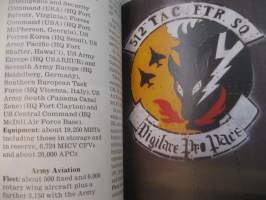 Intelligence and Security
Command (USA) (HQ Fort
Belvoir, Virginia); Forces
Command (USA) (HQ Fort
McPherson, Georgia), US
Army Pacific (HQ Fort
Shafter, Hawaii), US Army
Europe (USAREUR) and
Seventh Army Europe (HQ
Heidelberg, Germany),
Southern European Task
Force (HQ Vicenza, Italy), US
Army South (Panama Canal
Zone) (HQ Fort Clarton) and
US Central Command (HQ
McDill Air Force Base).
Equipment: about 19,250 MBTs
including those in storage and
in reserve, 6,724 MICV CFVs
and about 26,000 APCs
Army Aviation
Fleet: about 500 fixed and 8,000
rotary wing aircraft plus a
further 3,150 with the Army
512 TAC FTR SQ
Vigilare Pro Pace